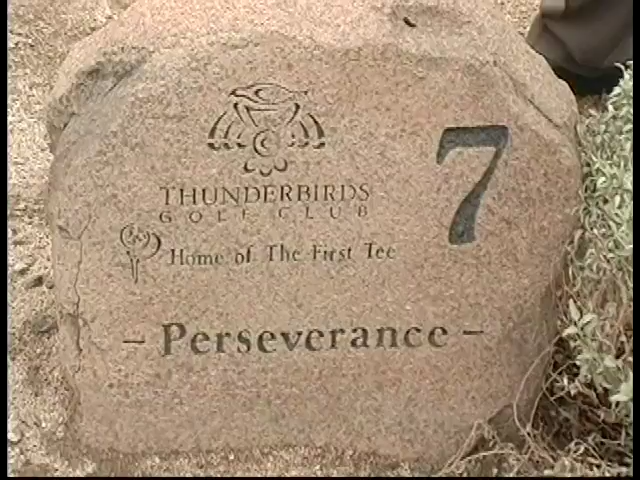 THUNDERBIRDS
GOLF CLUB
Home of The First Tee
7
- Perseverance -